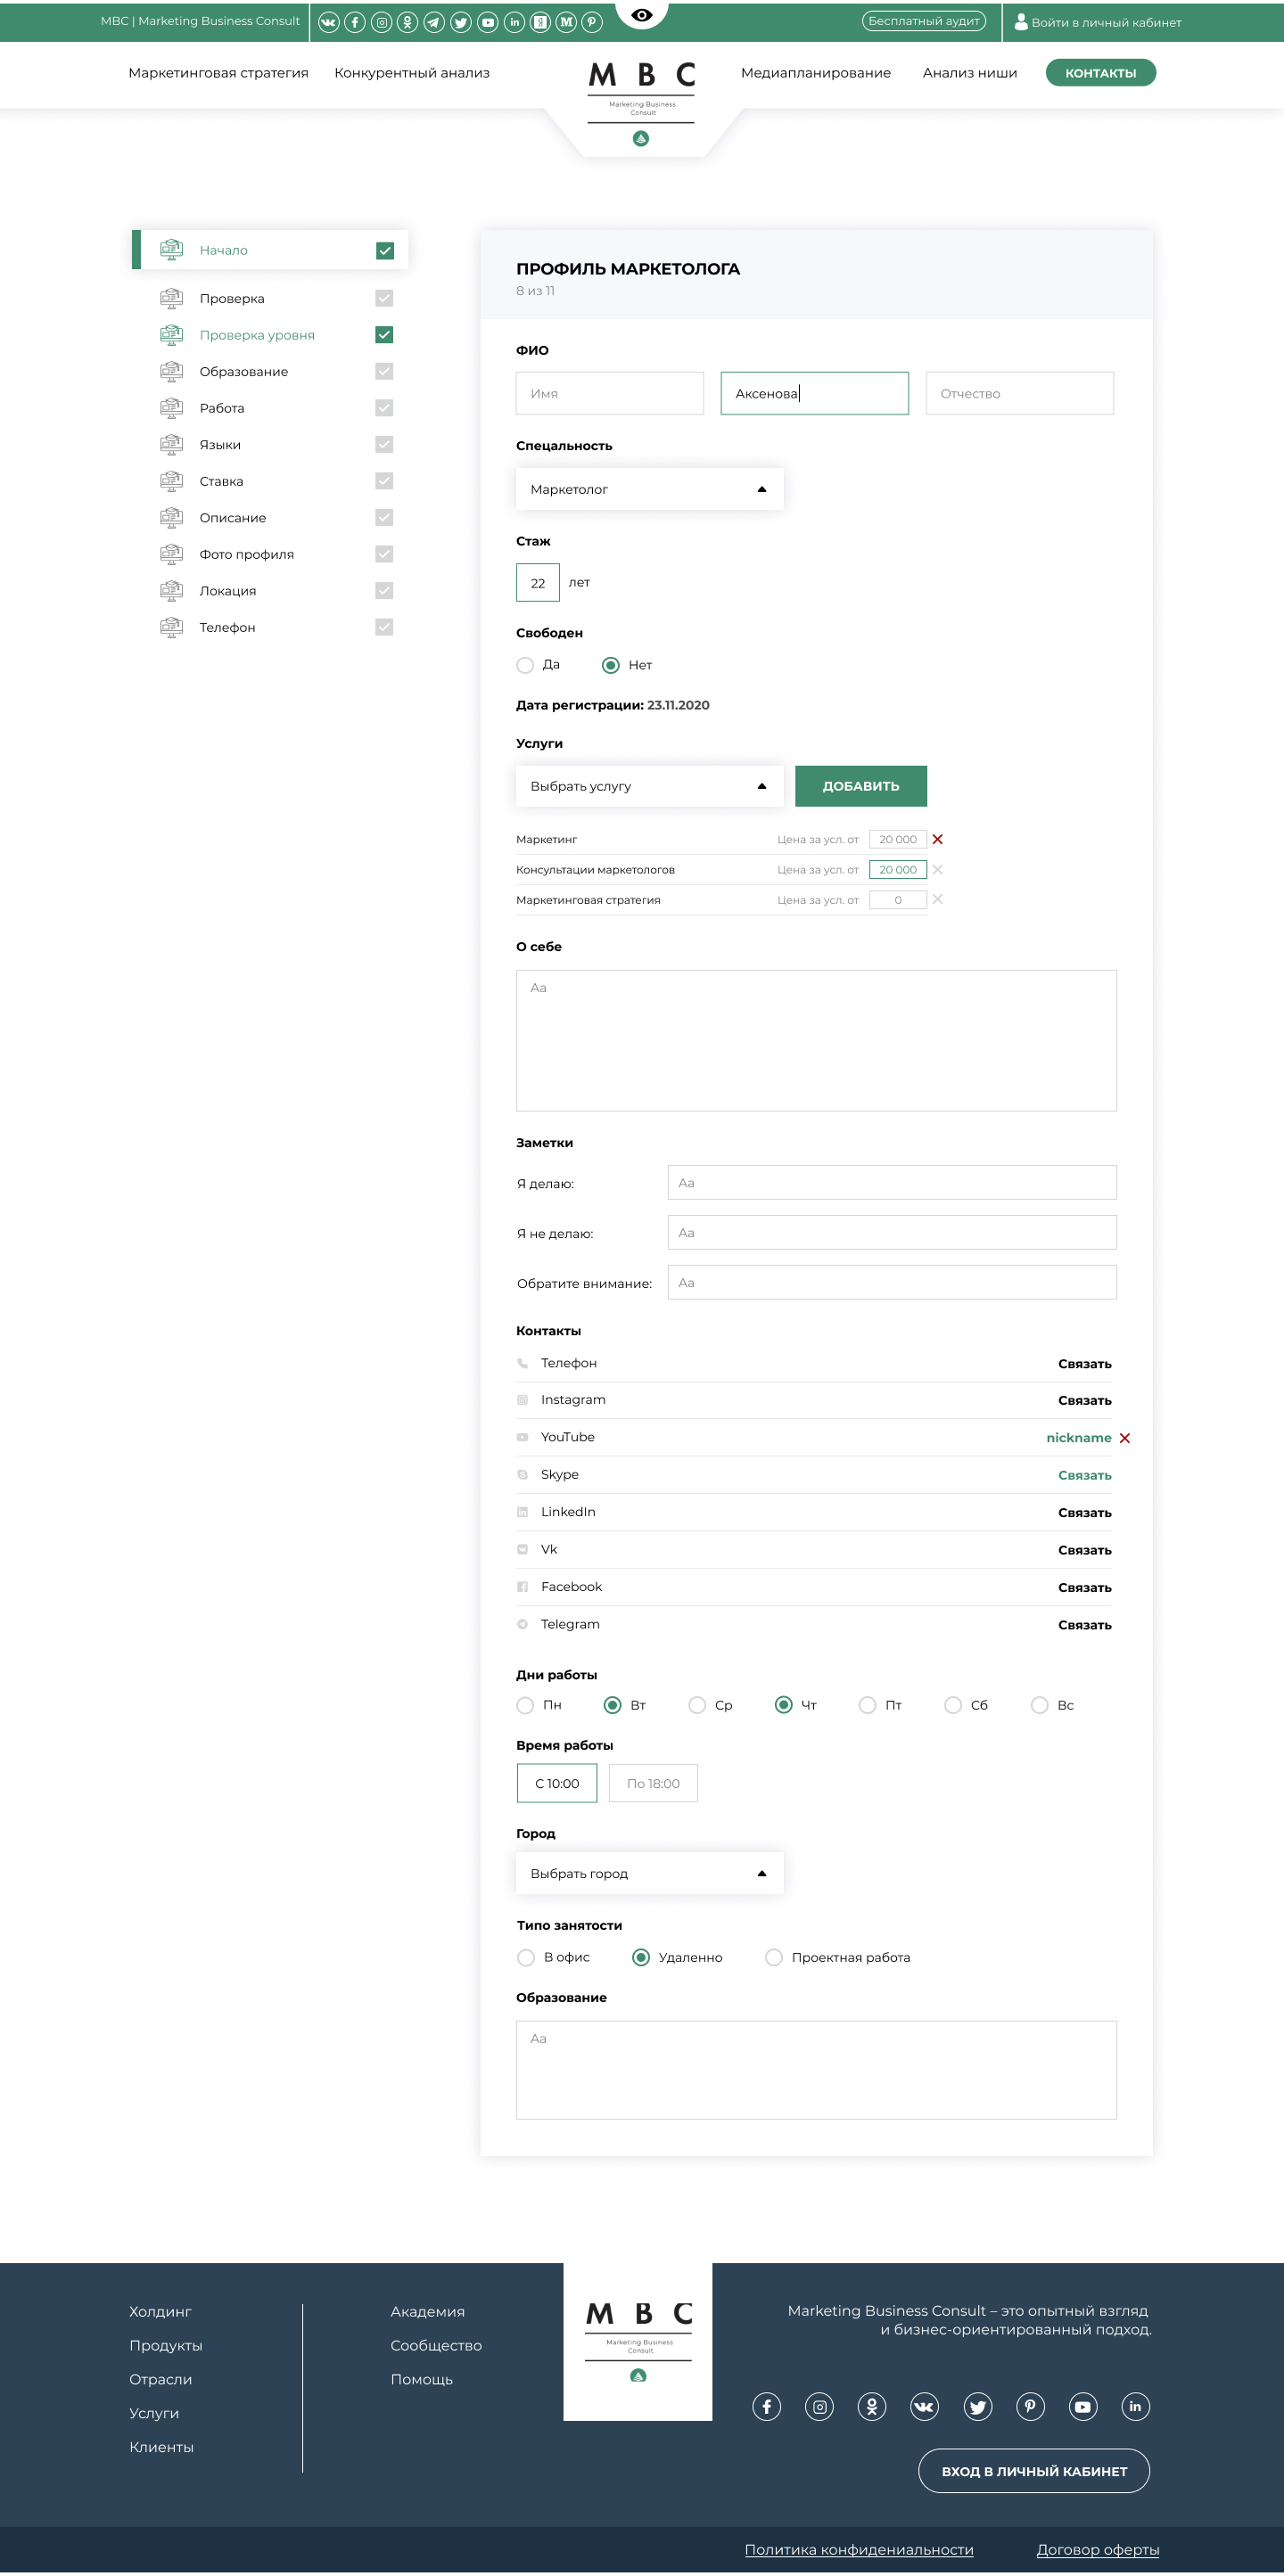 MBC | Marketing Business Consult
Бесплатный аудит
Войти в личный кабинет
Маркетинговая стратегия
Конкурентный анализ
M B C
Marketing Business
Consult
Медиапланирование
Анализ ниши
КОНТАКТЫ
Начало
Проверка
Проверка уровня
Образование
Работа
Языки
Ставка
Описание
Фото профиля
Локация
Телефон
ПРОФИЛЬ МАРКЕТОЛОГА
8 из 11
ФИО
Имя
Аксенова
Отчество
Спецальность
Маркетолог
Стаж
22 лет
Свободен
Да Нет
Дата регистрации: 23.11.2020
Услуги
Выбрать услугу
ДОБАВИТЬ
Маркетинг Цена за усл. от 20 000
Консультации маркетологов Цена за усл. от 20 000
Маркетинговая стратегия Цена за усл. от 0
О себе
Аа
Заметки
Я делаю: Аа
Я не делаю: Аа
Обратите внимание: Аа
Контакты
Телефон Связать
Instagram Связать
YouTube nickname
Skype Связать
LinkedIn Связать
Vk Связать
Facebook Связать
Telegram Связать
Дни работы
Пн Вт Ср Чт Пт Сб Вс
Время работы
С 10:00 По 18:00
Город
Выбрать город
Типо занятости
В офис Удаленно Проектная работа
Образование
Аа
Холдинг
Продукты
Отрасли
Услуги
Клиенты
Академия
Сообщество
Помощь
M B C
Marketing Business
Consult
Marketing Business Consult – это опытный взгляд
и бизнес-ориентированный подход.
ВХОД В ЛИЧНЫЙ КАБИНЕТ
Политика конфидениальности
Договор оферты